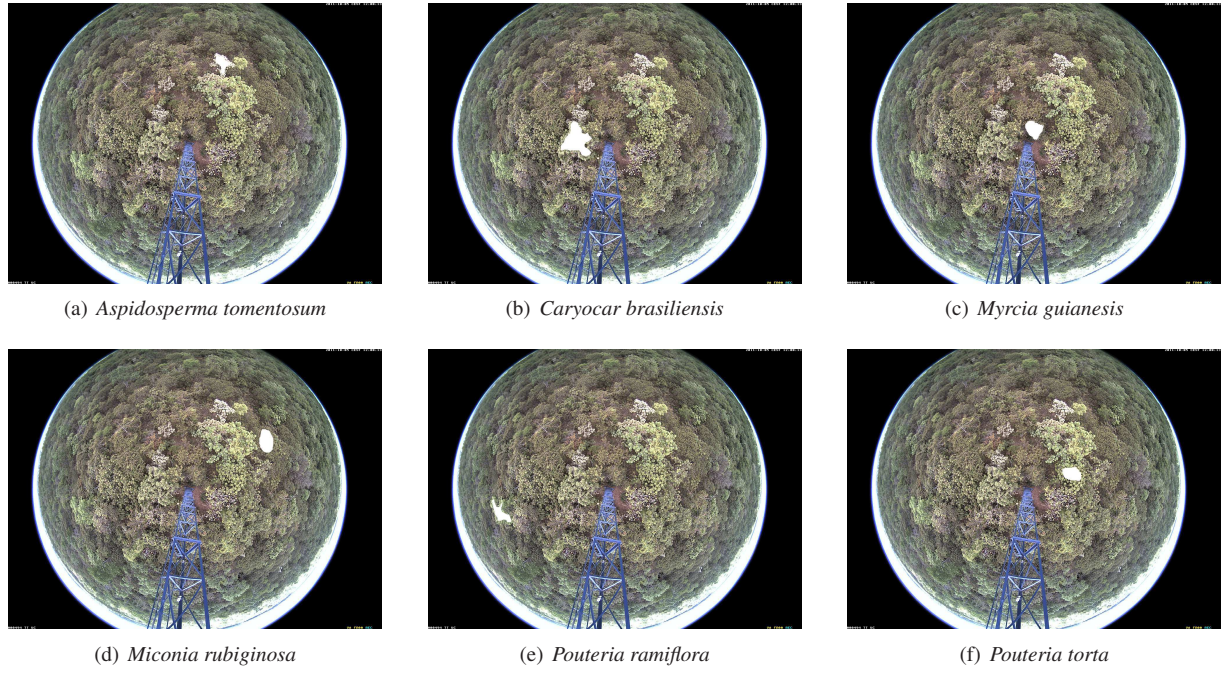 (a) Aspidosperma tomentosum
(b) Caryocar brasiliensis
(c) Myrcia guianesis
(d) Miconia rubiginosa
(e) Pouteria ramiflora
(f) Pouteria torta